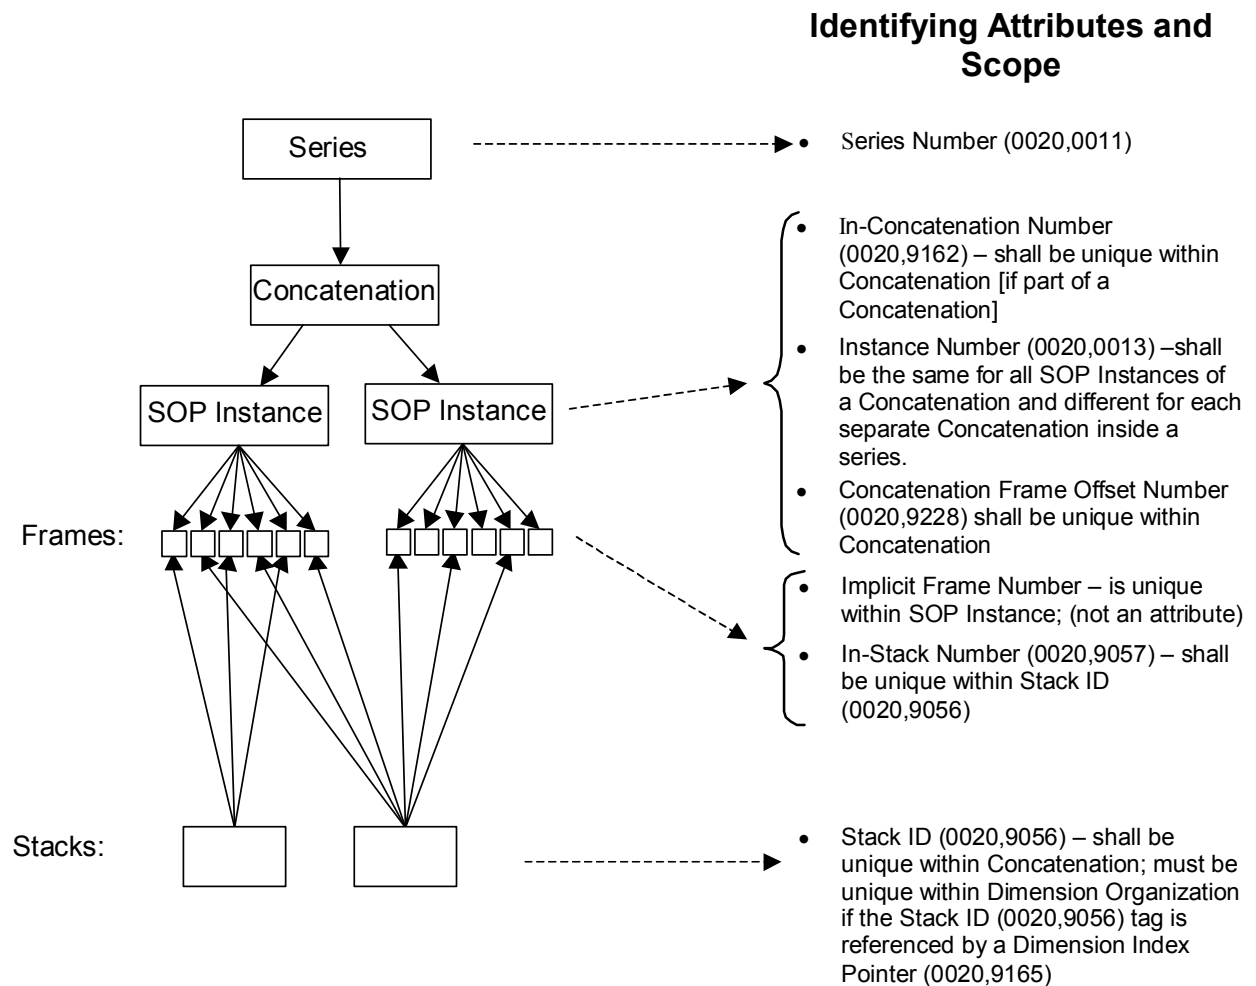 Identifying Attributes and
Scope
Series
• Series Number (0020,0011)
• In-Concatenation Number
(0020,9162) – shall be unique within
Concatenation [if part of a
Concatenation]
Concatenation
• Instance Number (0020,0013) –shall
be the same for all SOP Instances of
a Concatenation and different for each
separate Concatenation inside a
series.
SOP Instance
SOP Instance
• Concatenation Frame Offset Number
(0020,9228) shall be unique within
Concatenation
Frames:
• Implicit Frame Number – is unique
within SOP Instance; (not an attribute)
• In-Stack Number (0020,9057) – shall
be unique within Stack ID
(0020,9056)
Stacks:
• Stack ID (0020,9056) – shall be
unique within Concatenation; must be
unique within Dimension Organization
if the Stack ID (0020,9056) tag is
referenced by a Dimension Index
Pointer (0020,9165)